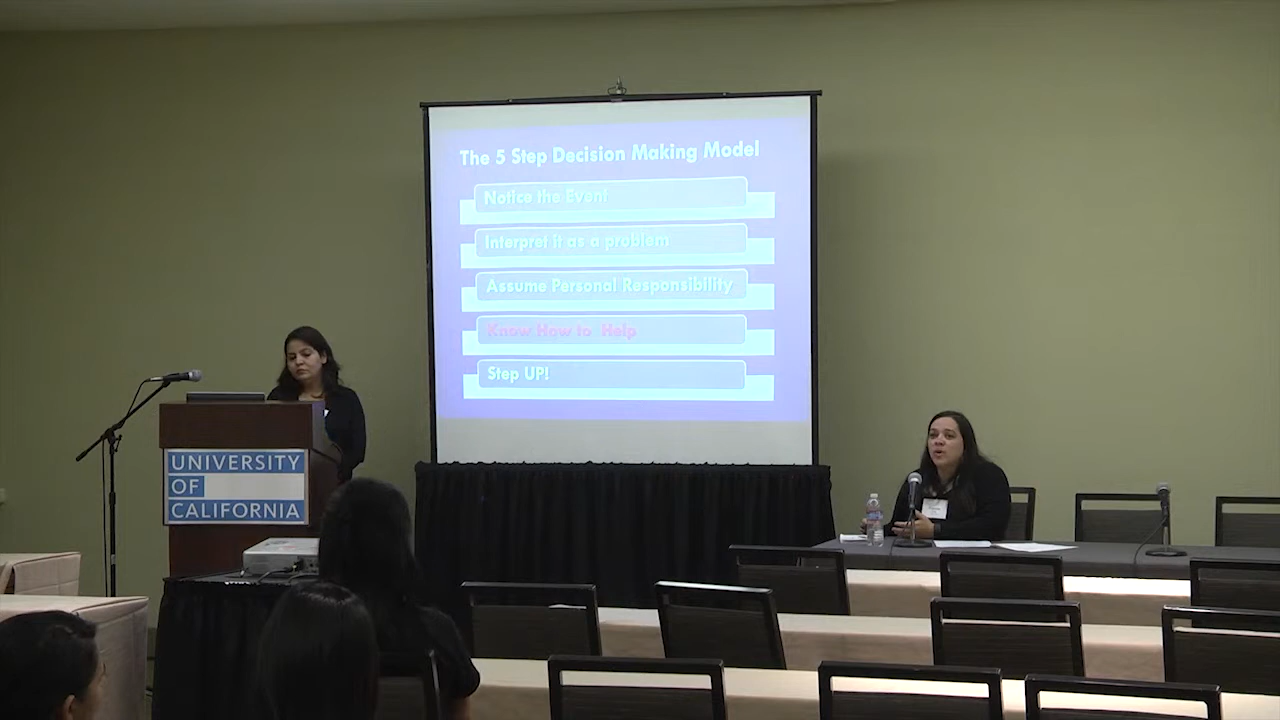 The 5 Step Decision Making Model
Notice the Event
Interpret it as a problem
Assume Personal Responsibility
Know How to Help
Step UP!
UNIVERSITY
OF
CALIFORNIA